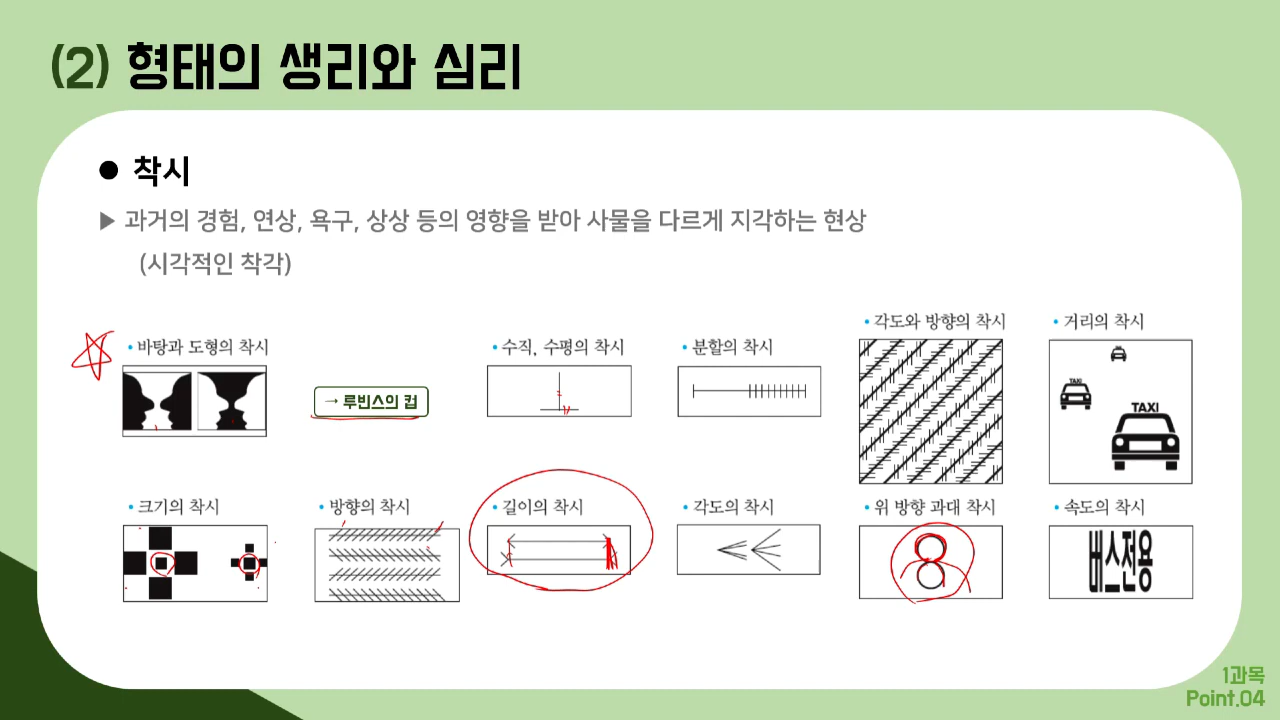 (2) 형태의 생리와 심리
● 착시
▶ 과거의 경험, 연상, 욕구, 상상 등의 영향을 받아 사물을 다르게 지각하는 현상
(시각적인 착각)
• 바탕과 도형의 착시
→ 루빈스의 컵
• 수직, 수평의 착시
• 분할의 착시
• 각도와 방향의 착시
• 거리의 착시
TAXI
TAXI
• 크기의 착시
• 방향의 착시
• 길이의 착시
• 각도의 착시
• 위 방향 과대 착시
• 속도의 착시
버스전용
1과목
Point.04